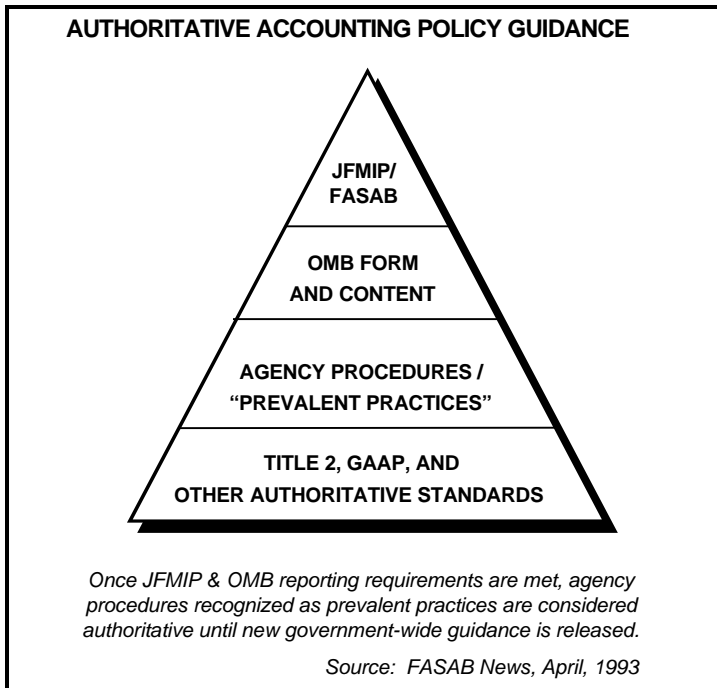 AUTHORITATIVE ACCOUNTING POLICY GUIDANCE
JFMIP/
FASAB
OMB FORM
AND CONTENT
AGENCY PROCEDURES /
“PREVALENT PRACTICES”
TITLE 2, GAAP, AND
OTHER AUTHORITATIVE STANDARDS
Once JFMIP & OMB reporting requirements are met, agency
procedures recognized as prevalent practices are considered
authoritative until new government-wide guidance is released.
Source: FASAB News, April, 1993